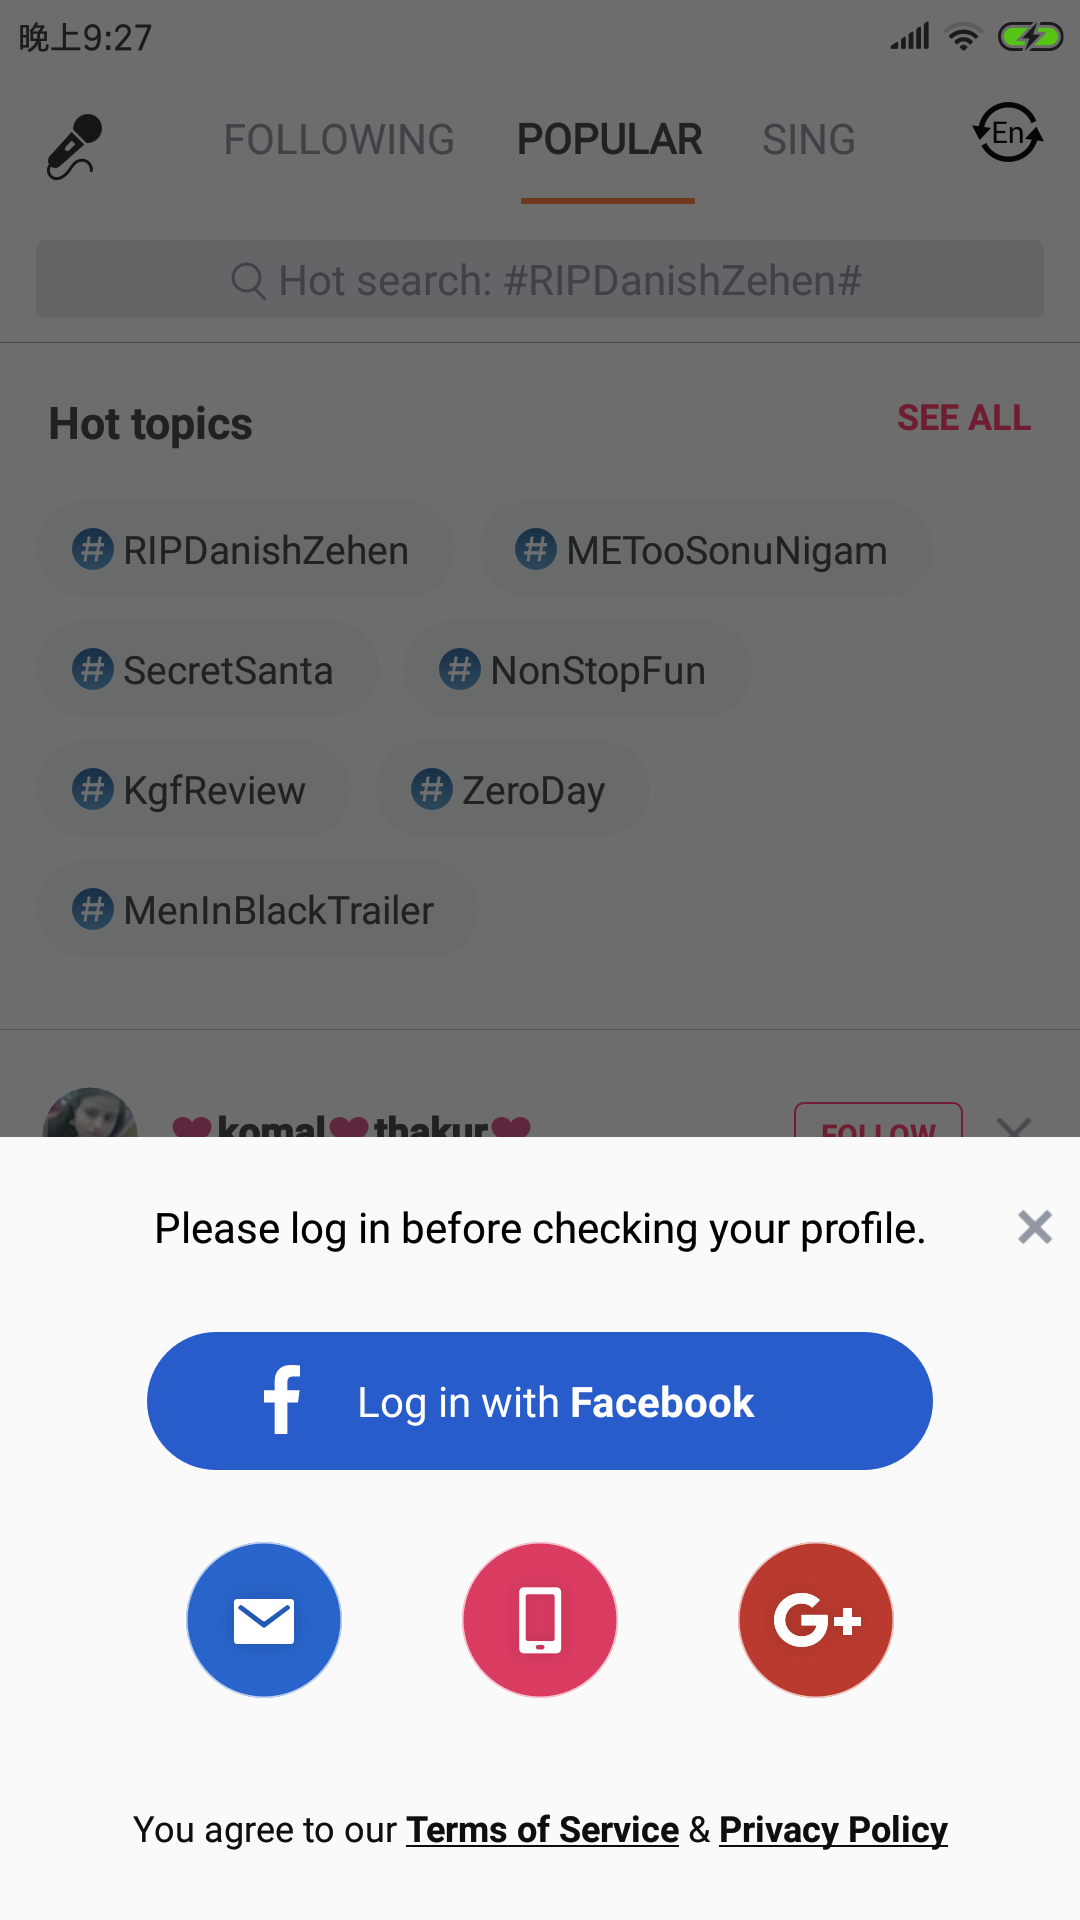 晚上9:27
FOLLOWING POPULAR SING En
Hot search: #RIPDanishZehen#
Hot topics SEE ALL
# RIPDanishZehen # METooSonuNigam
# SecretSanta # NonStopFun
# KgfReview # ZeroDay
# MenInBlackTrailer
❤komal❤thakur❤ FOLLOW
Please log in before checking your profile.
f Log in with Facebook
G+
You agree to our Terms of Service & Privacy Policy